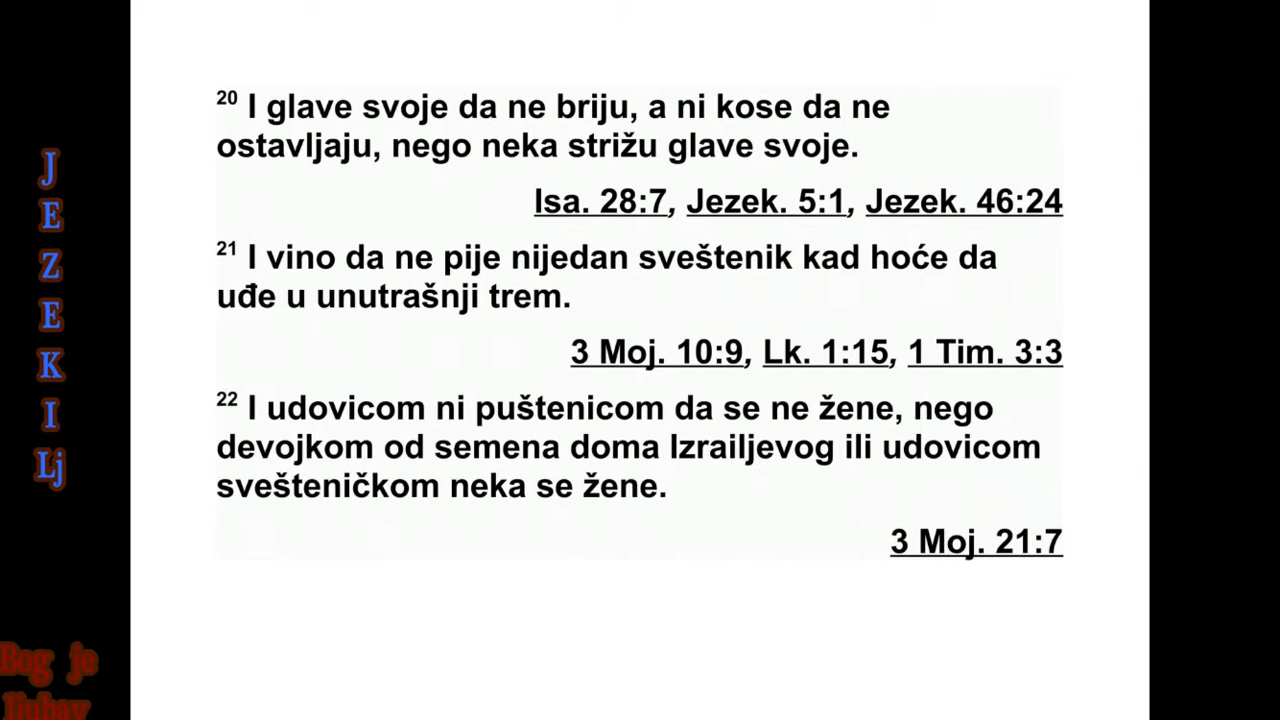 J
E
Z
E
K
I
Lj
Bog je
ljubav
20 I glave svoje da ne briju, a ni kose da ne
ostavljaju, nego neka strižu glave svoje.
Isa. 28:7, Jezek. 5:1, Jezek. 46:24
21 I vino da ne pije nijedan sveštenik kad hoće da
uđe u unutrašnji trem.
3 Moj. 10:9, Lk. 1:15, 1 Tim. 3:3
22 I udovicom ni puštenicom da se ne žene, nego
devojkom od semena doma Izrailjevog ili udovicom
svešteničkom neka se žene.
3 Moj. 21:7